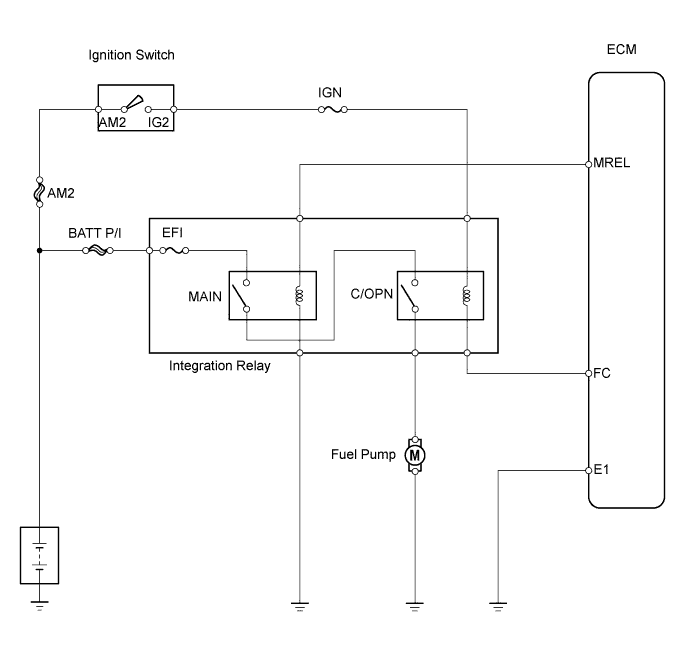 ECM
Ignition Switch
IGN
AM2
IG2
MREL
AM2
BATT P/I
EFI
MAIN
C/OPN
Integration Relay
FC
Fuel Pump
M
E1